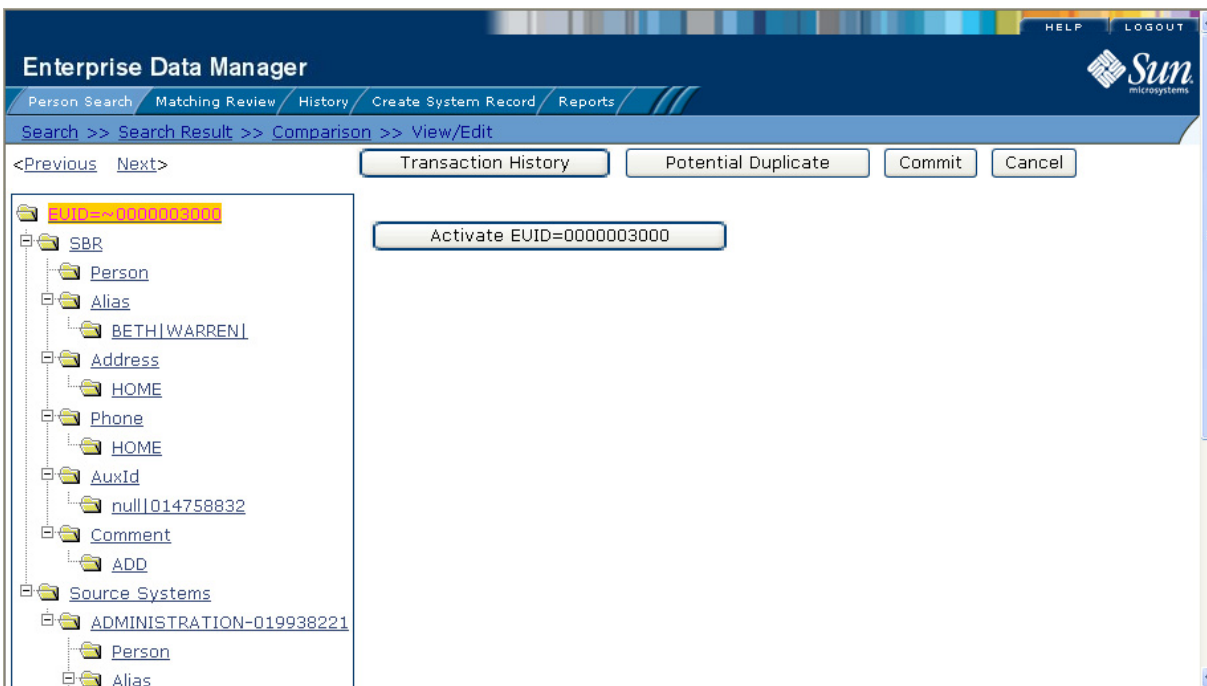 HELP LOGOUT
Enterprise Data Manager
Sun
microsystems
Person Search Matching Review History Create System Record Reports
Search >> Search Result >> Comparison >> View/Edit
<Previous Next> Transaction History Potential Duplicate Commit Cancel
EUID=~0000003000
Activate EUID=0000003000
SBR
Person
Alias
BETH|WARREN|
Address
HOME
Phone
HOME
AuxId
null|014758832
Comment
ADD
Source Systems
ADMINISTRATION-019938221
Person
Alias